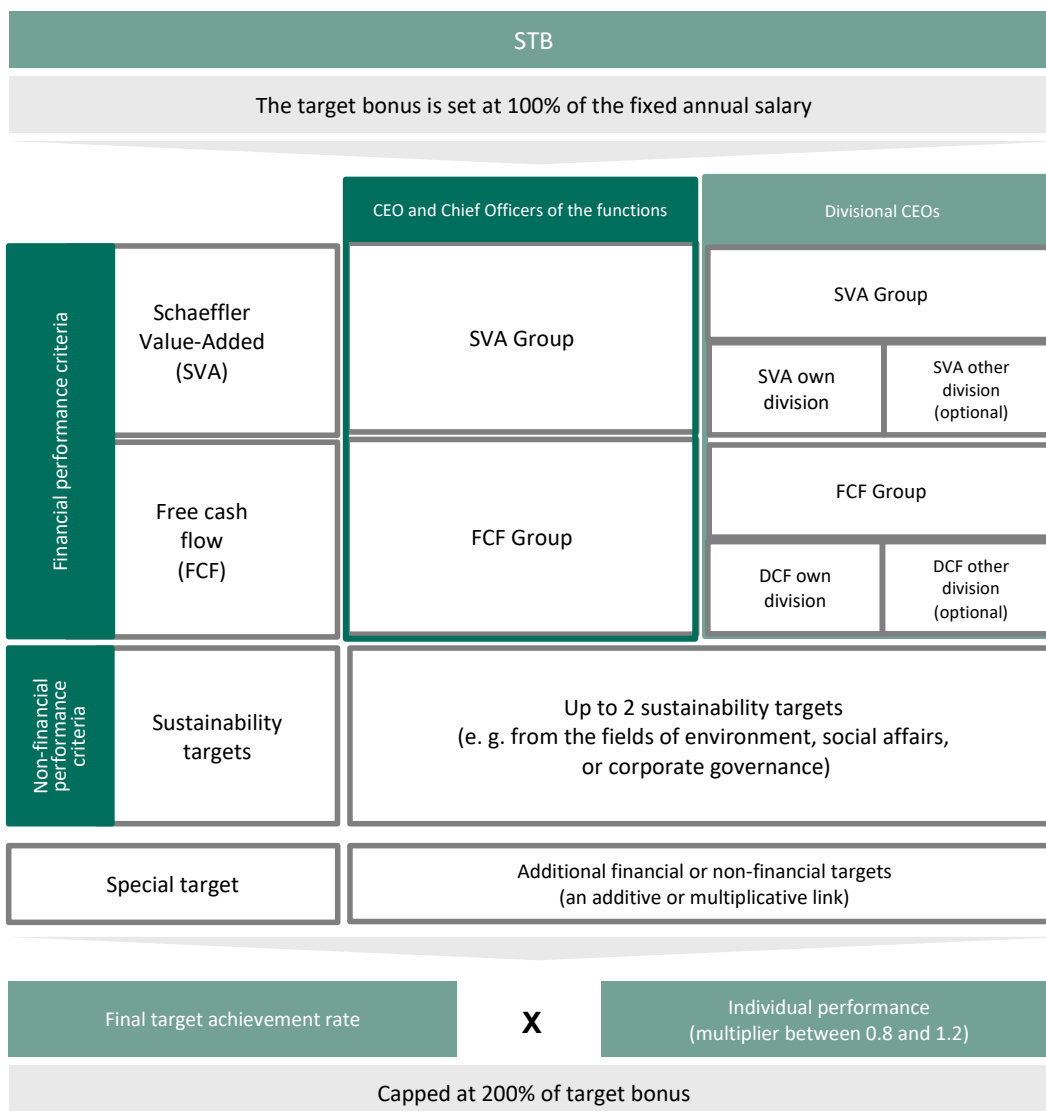 STB
The target bonus is set at 100% of the fixed annual salary
CEO and Chief Officers of the functions
Divisional CEOs
Financial performance criteria
Schaeffler
Value-Added
(SVA)
SVA Group
SVA Group
SVA own
division
SVA other
division
(optional)
Free cash
flow
(FCF)
FCF Group
FCF Group
DCF own
division
DCF other
division
(optional)
Non-financial
performance
criteria
Sustainability
targets
Up to 2 sustainability targets
(e. g. from the fields of environment, social affairs,
or corporate governance)
Special target
Additional financial or non-financial targets
(an additive or multiplicative link)
Final target achievement rate
X
Individual performance
(multiplier between 0.8 and 1.2)
Capped at 200% of target bonus